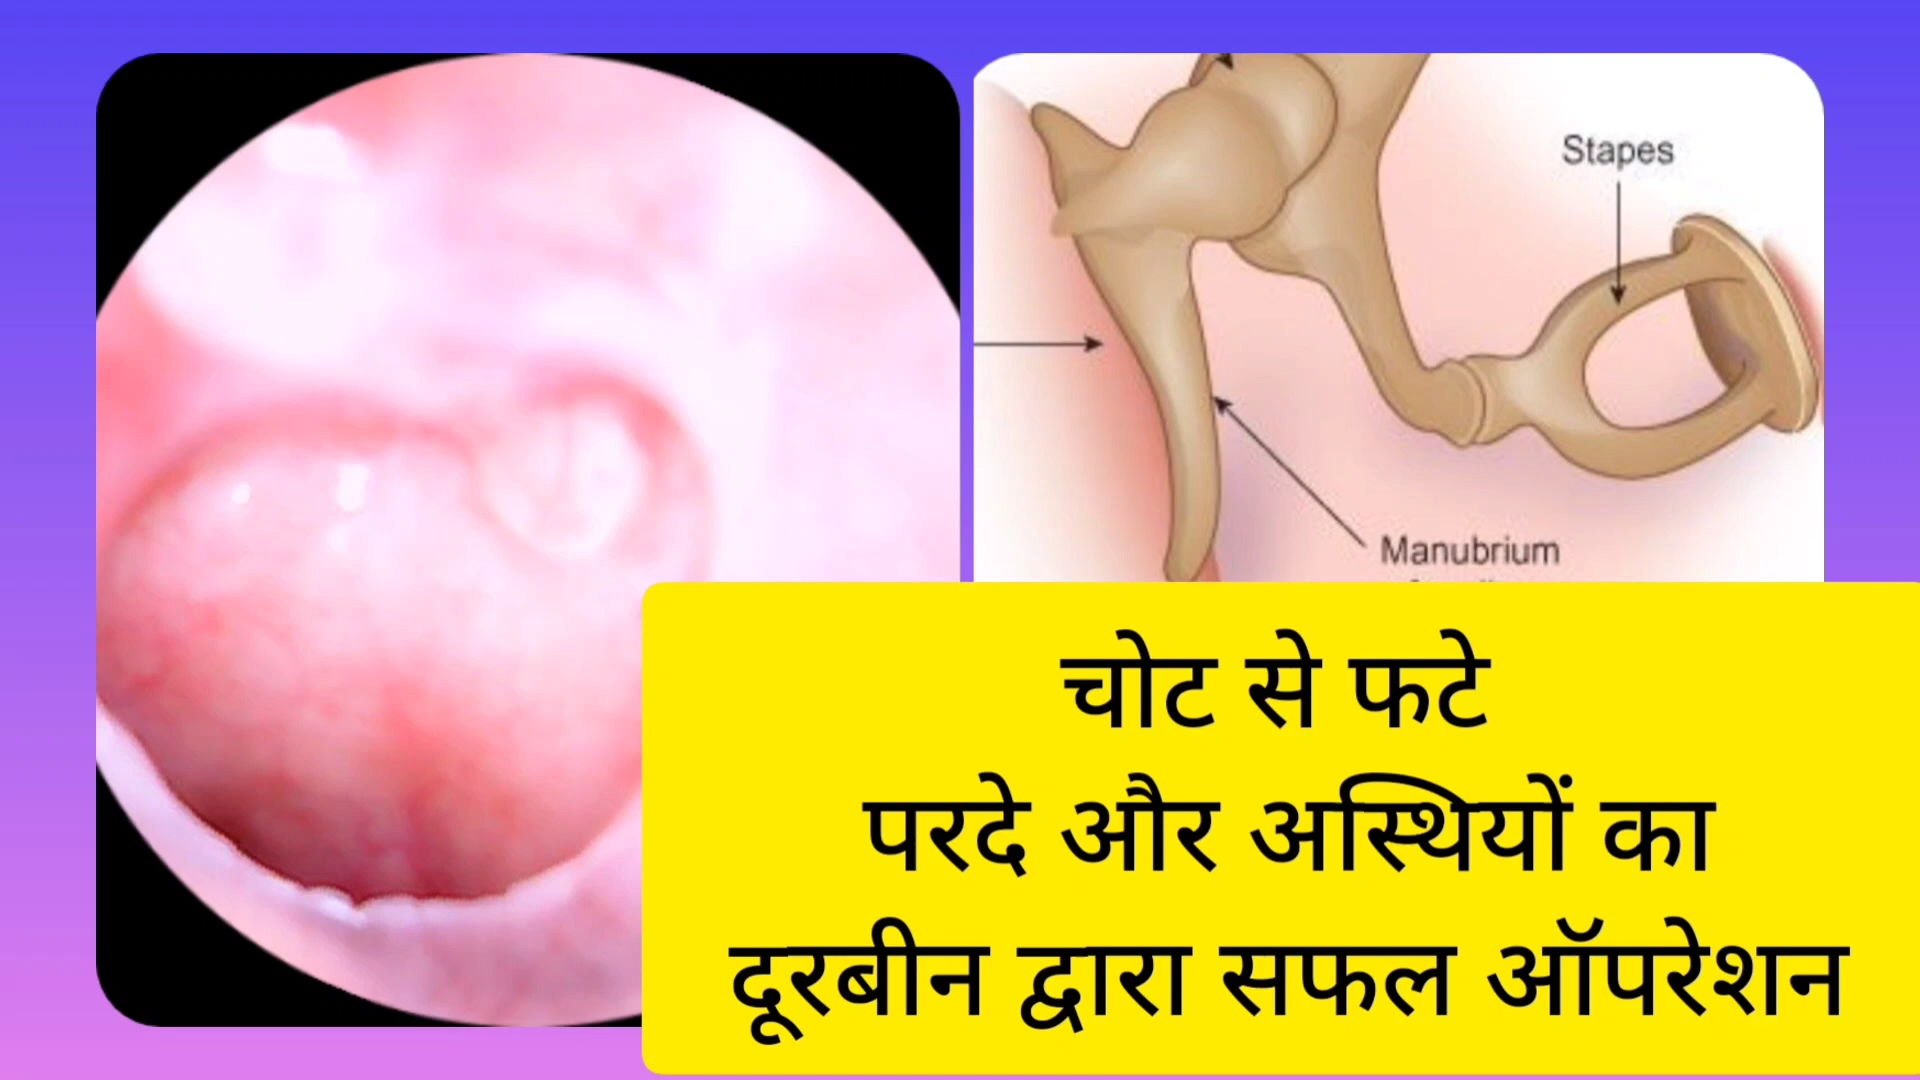 Stapes
Manubrium
चोट से फटे
परदे और अस्थियों का
दूरबीन द्वारा सफल ऑपरेशन